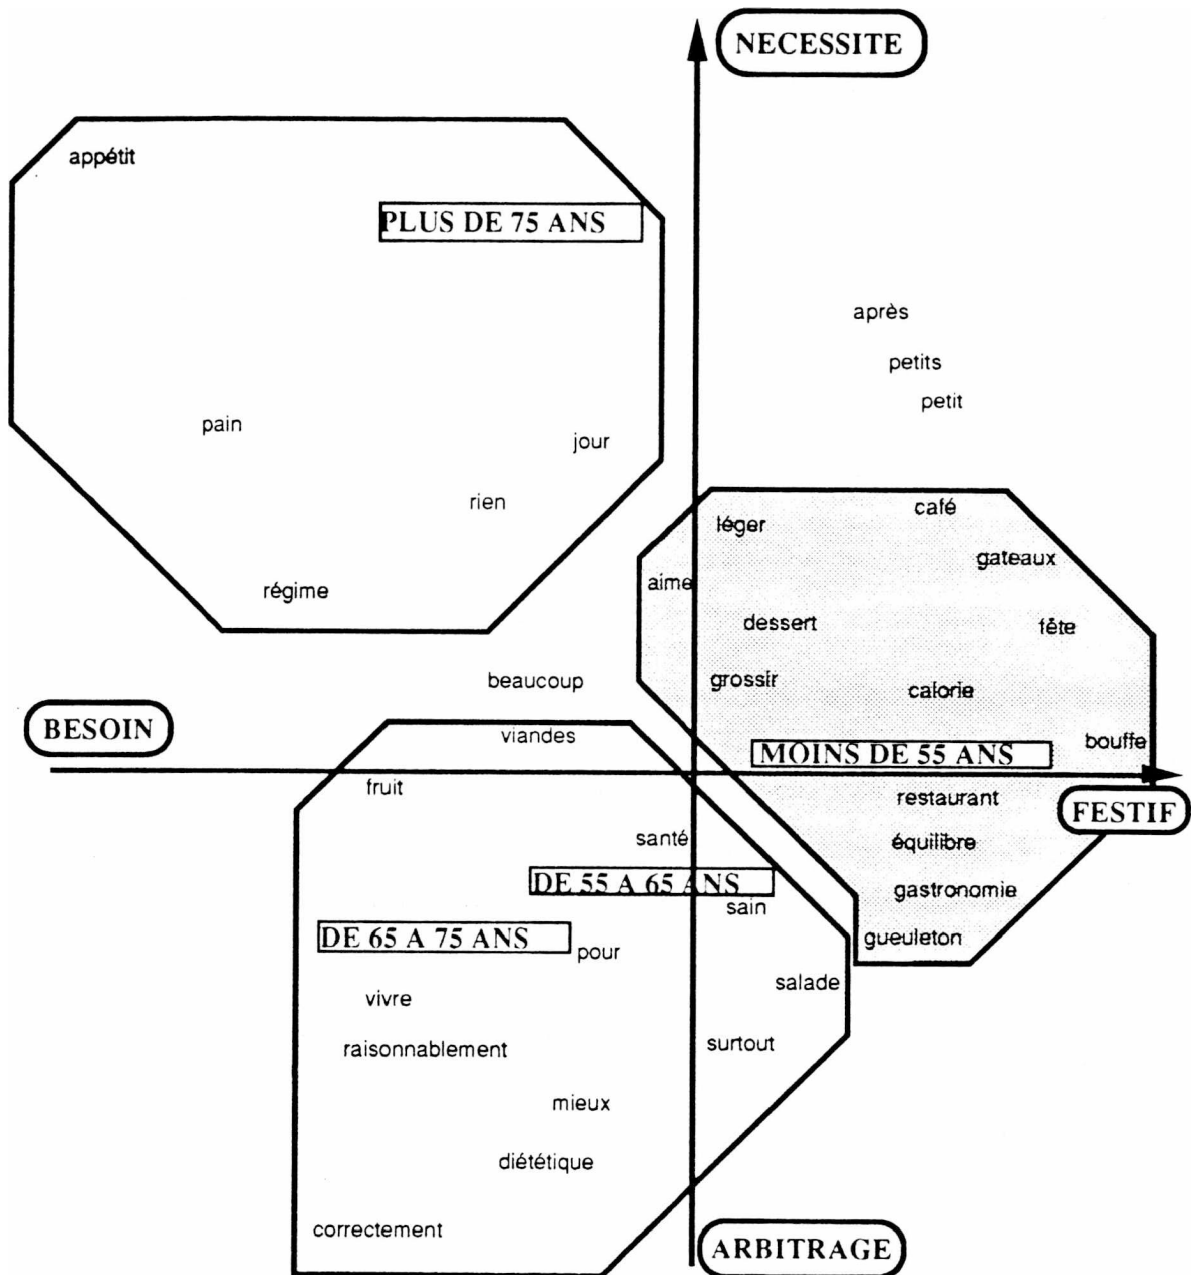 NECESSITE
appétit
PLUS DE 75 ANS
après
petits
petit
pain
jour
rien
café
léger
gateaux
aime
régime
dessert
fête
beaucoup
grossir
calorie
BESOIN
viandes
bouffe
MOINS DE 55 ANS
fruit
restaurant
FESTIF
santé
équilibre
DE 55 A 65 ANS
gastronomie
sain
DE 65 A 75 ANS
gueuleton
pour
salade
vivre
raisonnablement
surtout
mieux
diététique
correctement
ARBITRAGE